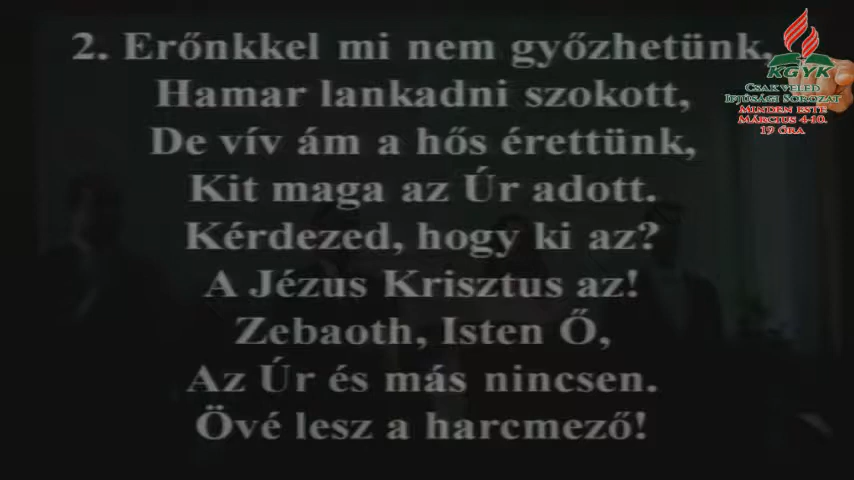 2. Erőnkkel mi nem győzhetünk,
Hamar lankadni szokott,
De vív ám a hős érettünk,
Kit maga az Úr adott.
Kérdezed, hogy ki az?
A Jézus Krisztus az!
Zebaoth, Isten Ő,
Az Úr és más nincsen.
Övé lesz a harcmező!
KGYK
Csak veled
Ifjúsági Sorozat
Minden este
Március 4-10.
19 óra